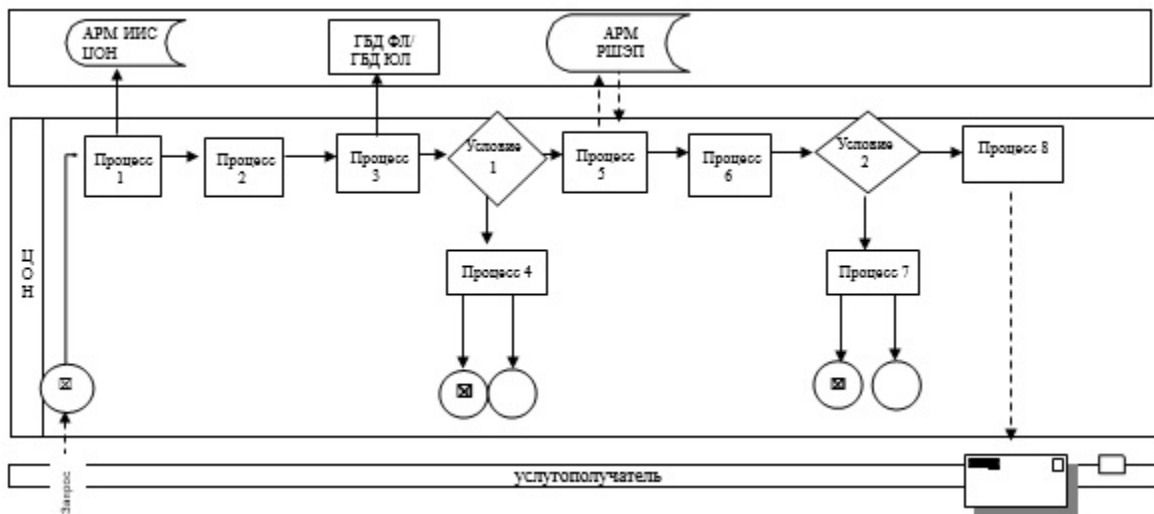 АРМ ИИС
ЦОН
ГБД ФЛ/
ГБД ЮЛ
АРМ
РШЭП
Процесс
1
Процесс
2
Процесс
3
Условие
1
Процесс
5
Процесс
6
Условие
2
Процесс 8
Процесс 4
Процесс 7
ЦОН
Запрос
услугополучатель